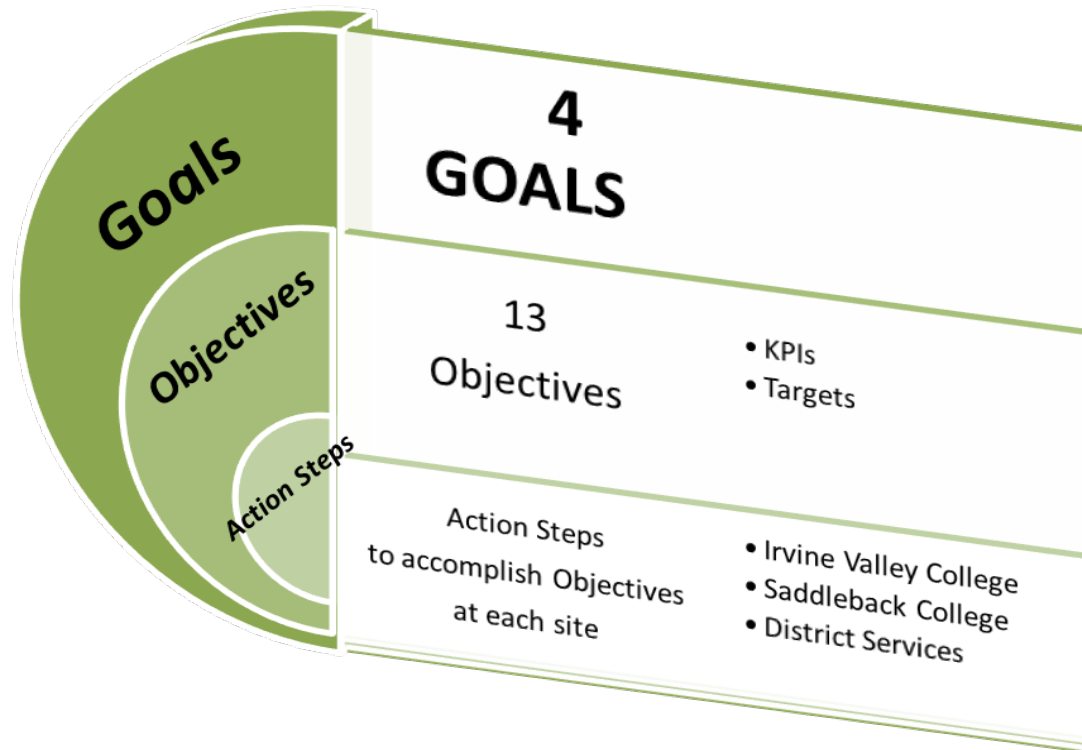 Goals
Objectives
Action Steps
4
GOALS
13
Objectives
• KPIs
• Targets
Action Steps
to accomplish Objectives
at each site
• Irvine Valley College
• Saddleback College
• District Services